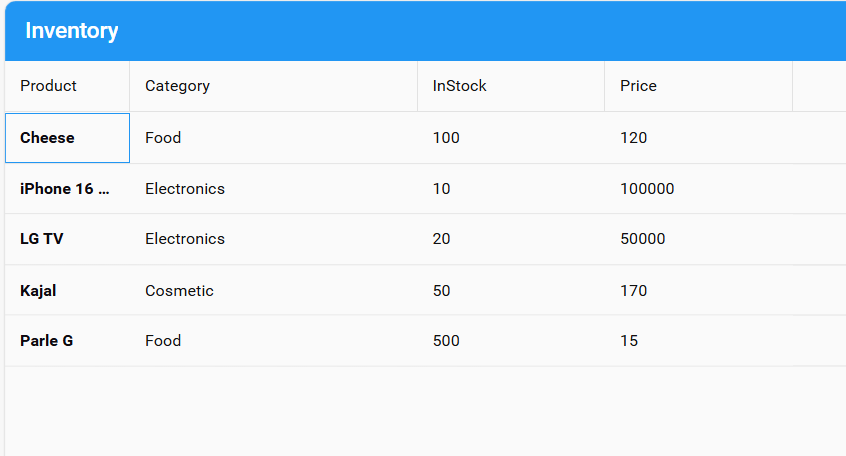 Inventory
Product Category InStock Price
Cheese Food 100 120
iPhone 16 ... Electronics 10 100000
LG TV Electronics 20 50000
Kajal Cosmetic 50 170
Parle G Food 500 15